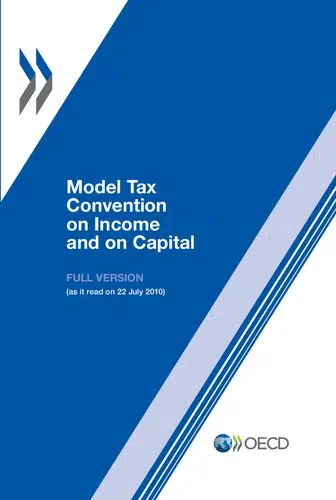 Model Tax
Convention
on Income
and on Capital
FULL VERSION
(as it read on 22 July 2010)
OECD